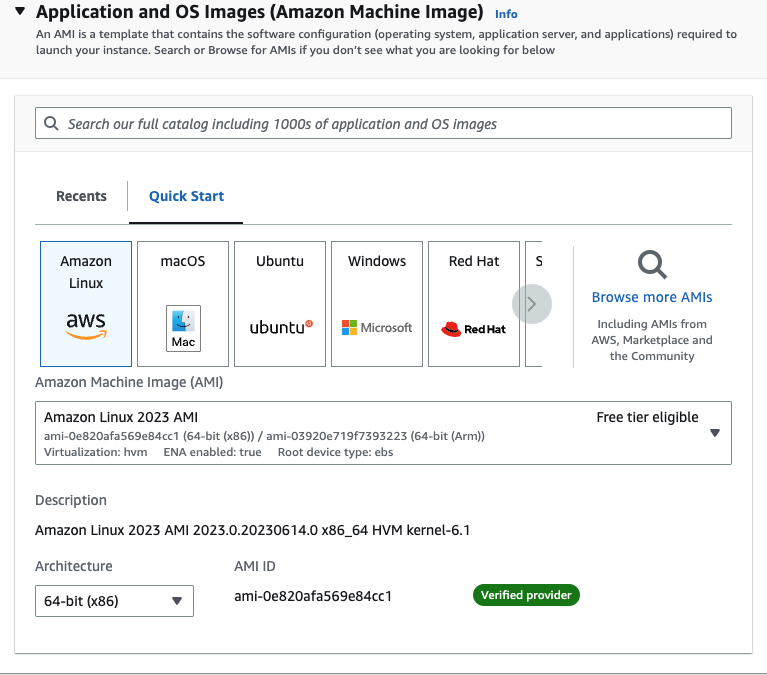 Application and OS Images (Amazon Machine Image) Info
An AMI is a template that contains the software configuration (operating system, application server, and applications) required to
launch your instance. Search or Browse for AMIs if you don’t see what you are looking for below
Search our full catalog including 1000s of application and OS images
Recents
Quick Start
Amazon
Linux
aws
macOS
Mac
Ubuntu
ubuntu
Windows
Microsoft
Red Hat
RedHat
S
Browse more AMIs
Including AMIs from
AWS, Marketplace and
the Community
Amazon Machine Image (AMI)
Amazon Linux 2023 AMI
Free tier eligible
ami-0e820afa569e84cc1 (64-bit (x86)) / ami-03920e719f7393223 (64-bit (Arm))
Virtualization: hvm ENA enabled: true Root device type: ebs
Description
Amazon Linux 2023 AMI 2023.0.20230614.0 x86_64 HVM kernel-6.1
Architecture
AMI ID
64-bit (x86)
ami-0e820afa569e84cc1
Verified provider